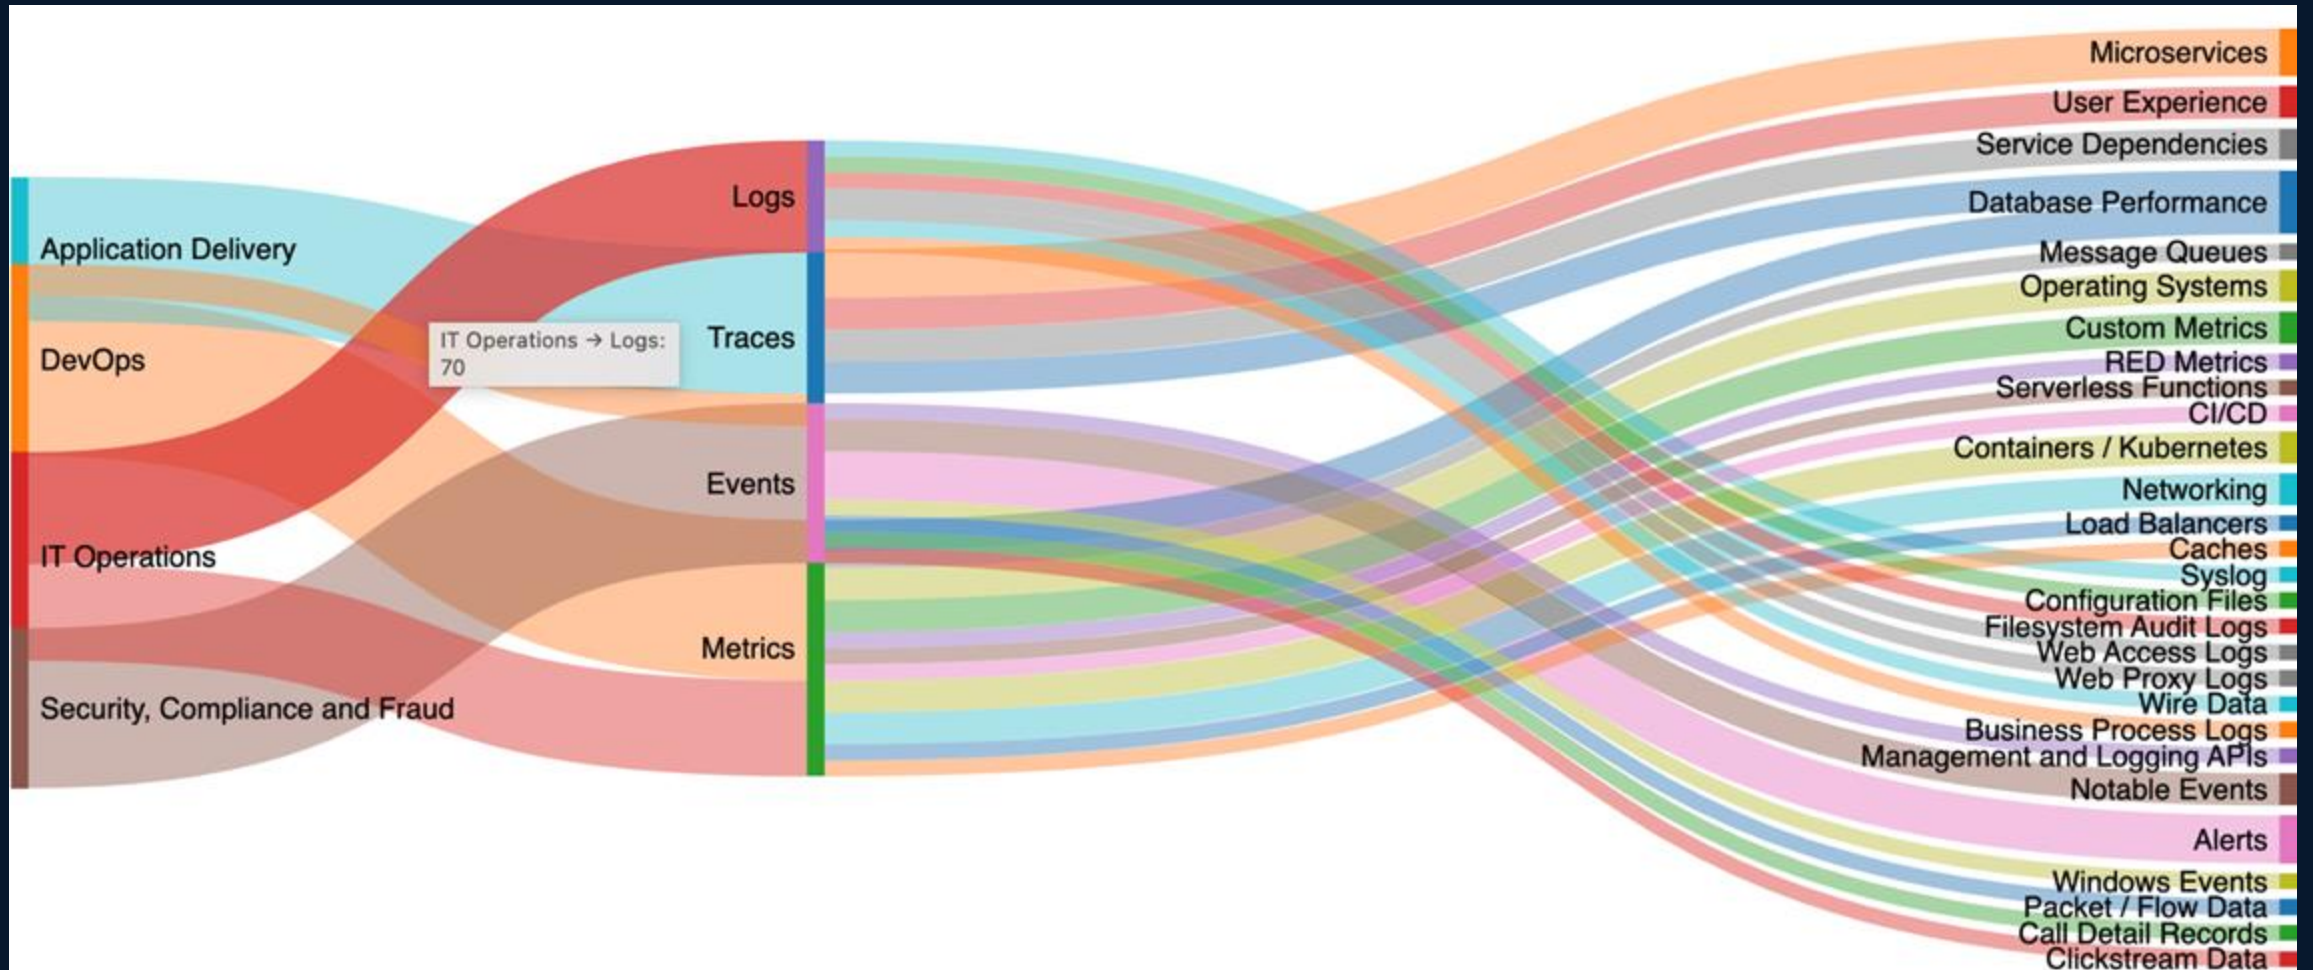 Application Delivery
DevOps
IT Operations
Security, Compliance and Fraud
IT Operations → Logs:
70
Logs
Traces
Events
Metrics
Microservices
User Experience
Service Dependencies
Database Performance
Message Queues
Operating Systems
Custom Metrics
RED Metrics
Serverless Functions
CI/CD
Containers / Kubernetes
Networking
Load Balancers
Caches
Syslog
Configuration Files
Filesystem Audit Logs
Web Access Logs
Web Proxy Logs
Wire Data
Business Process Logs
Management and Logging APIs
Notable Events
Alerts
Windows Events
Packet / Flow Data
Call Detail Records
Clickstream Data